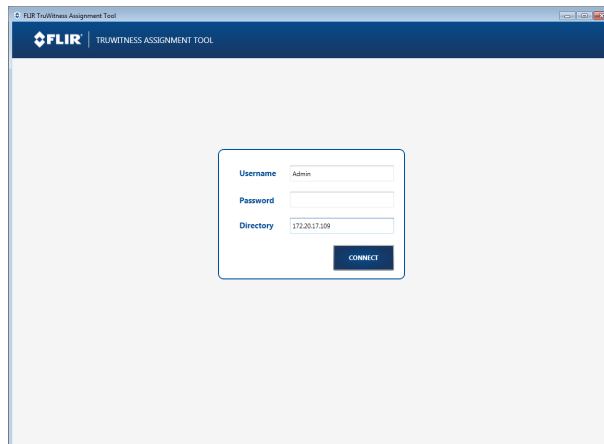 FLIR TruWitness Assignment Tool
FLIR TRUWITNESS ASSIGNMENT TOOL
Username Admin
Password
Directory 172.20.17.109
CONNECT